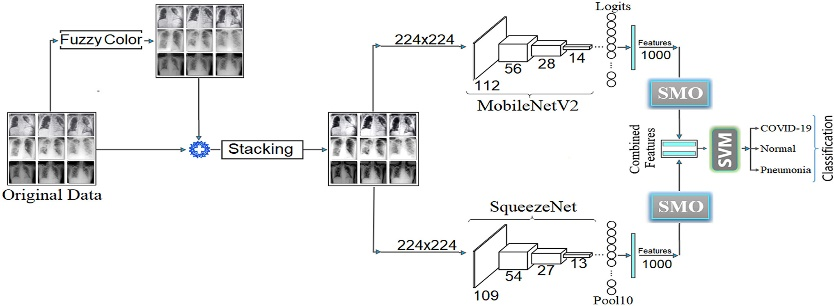 Fuzzy Color
Original Data
Stacking
224x224
112
56
28
14
MobileNetV2
Logits
Features
1000
SMO
224x224
SqueezeNet
109
54
27
13
Pool10
Features
1000
SMO
Combined
Features
SVM
COVID-19
Normal
Pneumonia
Classification